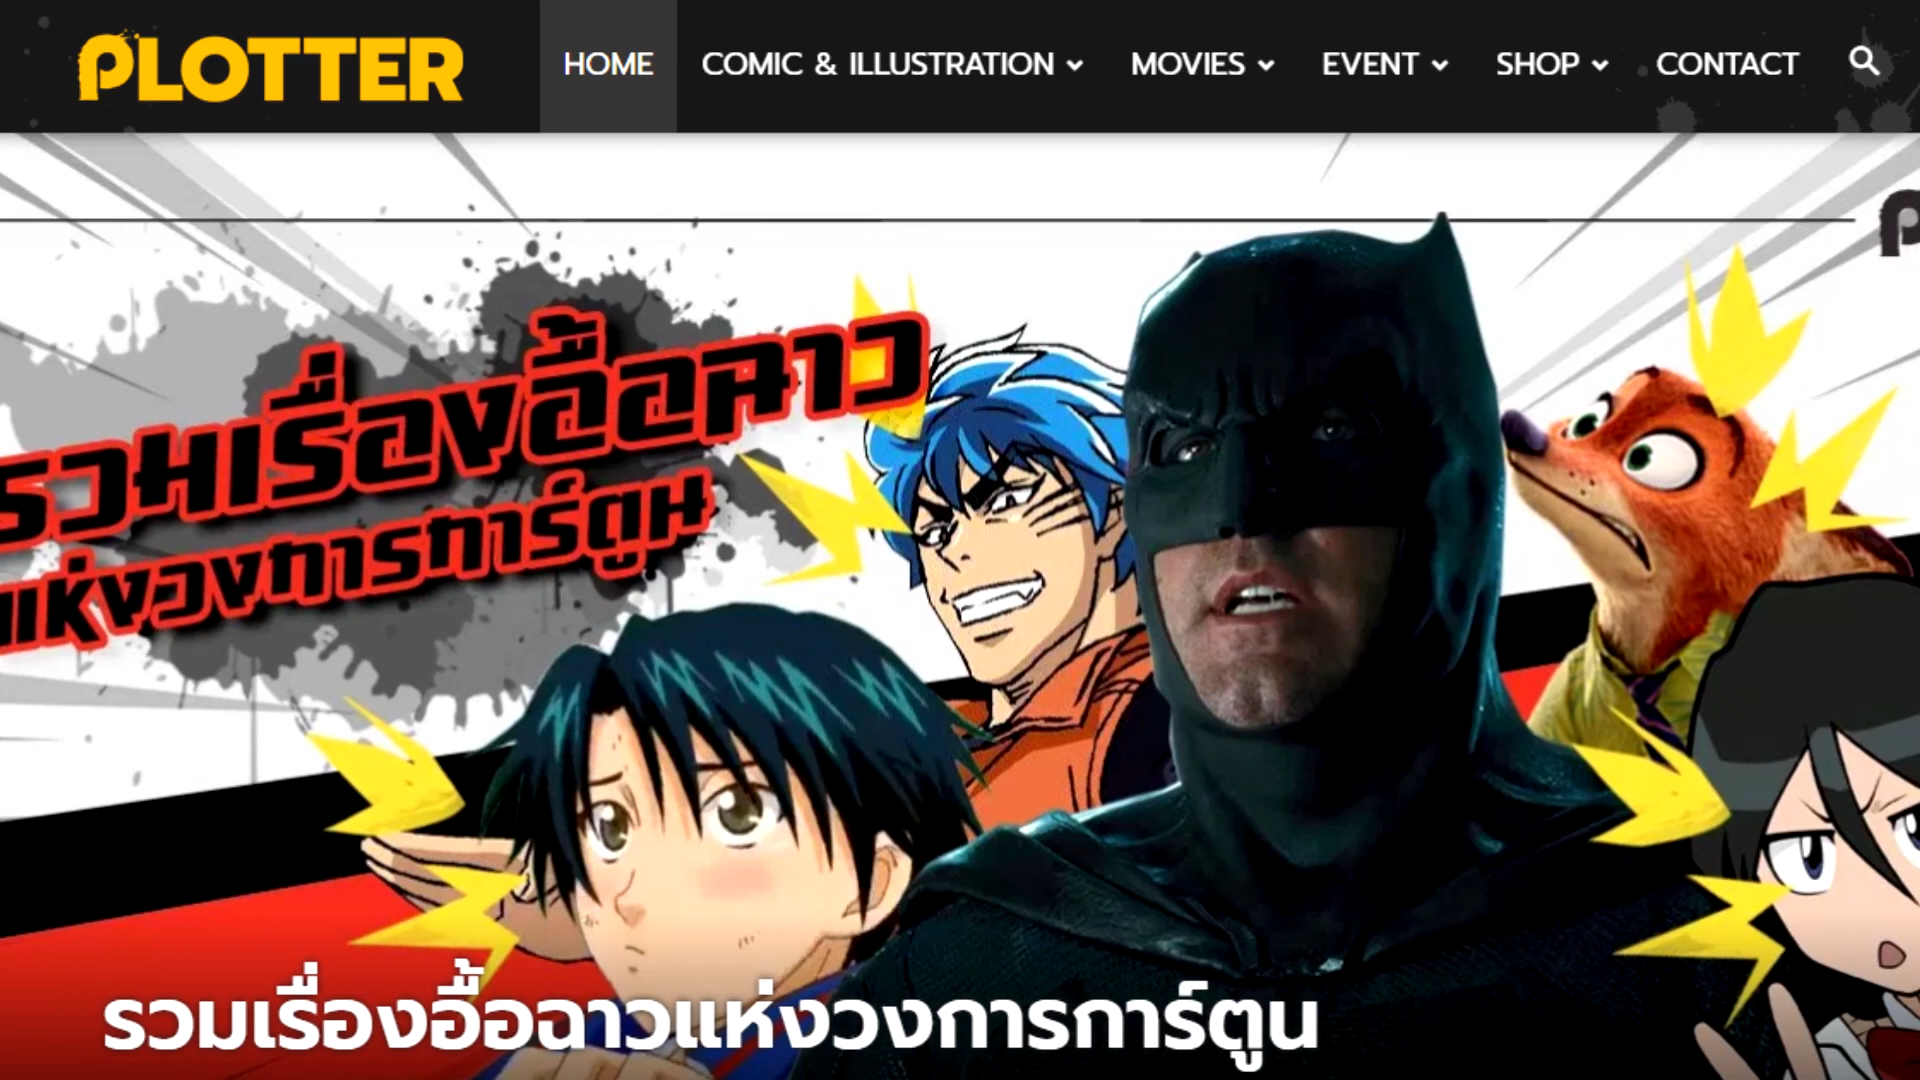 PLOTTER
HOME COMIC & ILLUSTRATION MOVIES EVENT SHOP CONTACT
รวมเรื่องอื้อฉาว
แห่งวงการการ์ตูน
รวมเรื่องอื้อฉาวแห่งวงการการ์ตูน